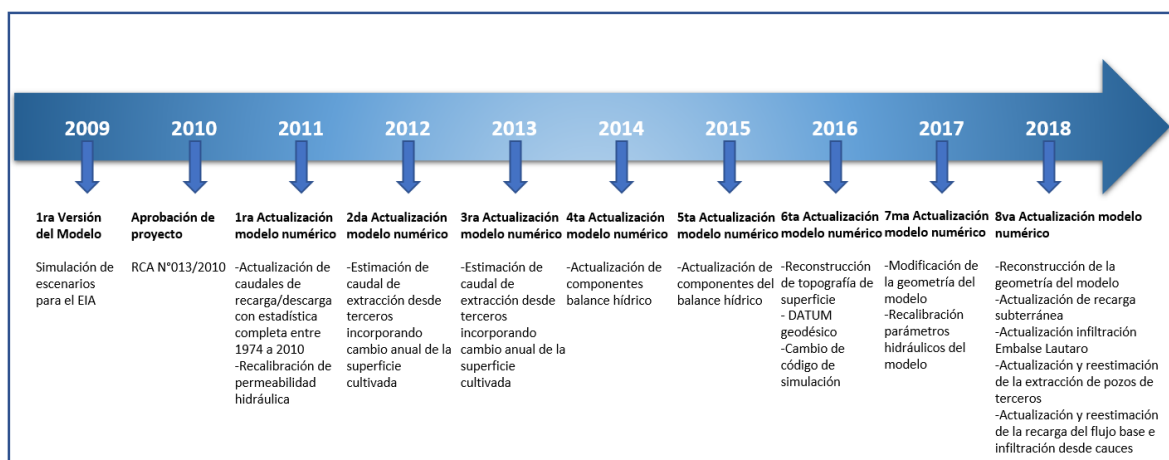 2009
2010
2011
2012
2013
2014
2015
2016
2017
2018
1ra Versión
del Modelo
Simulación de
escenarios
para el EIA
Aprobación de
proyecto
RCA N°013/2010
1ra Actualización
modelo numérico
-Actualización de
caudales de
recarga/descarga
con estadística
completa entre
1974 a 2010
-Recalibración de
permeabilidad
hidráulica
2da Actualización
modelo numérico
-Estimación de
caudal de
extracción desde
terceros
incorporando
cambio anual de la
superficie
cultivada
3ra Actualización
modelo numérico
-Estimación de
caudal de
extracción desde
terceros
incorporando
cambio anual de la
superficie
cultivada
4ta Actualización
modelo numérico
-Actualización de
componentes
balance hídrico
5ta Actualización
modelo numérico
-Actualización de
componentes del
balance hídrico
6ta Actualización
modelo numérico
-Reconstrucción
de topografía de
superficie
- DATUM
geodésico
-Cambio de
código de
simulación
7ma Actualización
modelo numérico
-Modificación de
la geometría del
modelo
-Recalibración
parámetros
hidráulicos del
modelo
8va Actualización modelo
numérico
-Reconstrucción de la
geometría del modelo
-Actualización de recarga
subterránea
-Actualización infiltración
Embalse Lautaro
-Actualización y reestimación
de la extracción de pozos de
terceros
-Actualización y reestimación
de la recarga del flujo base e
infiltración desde cauces